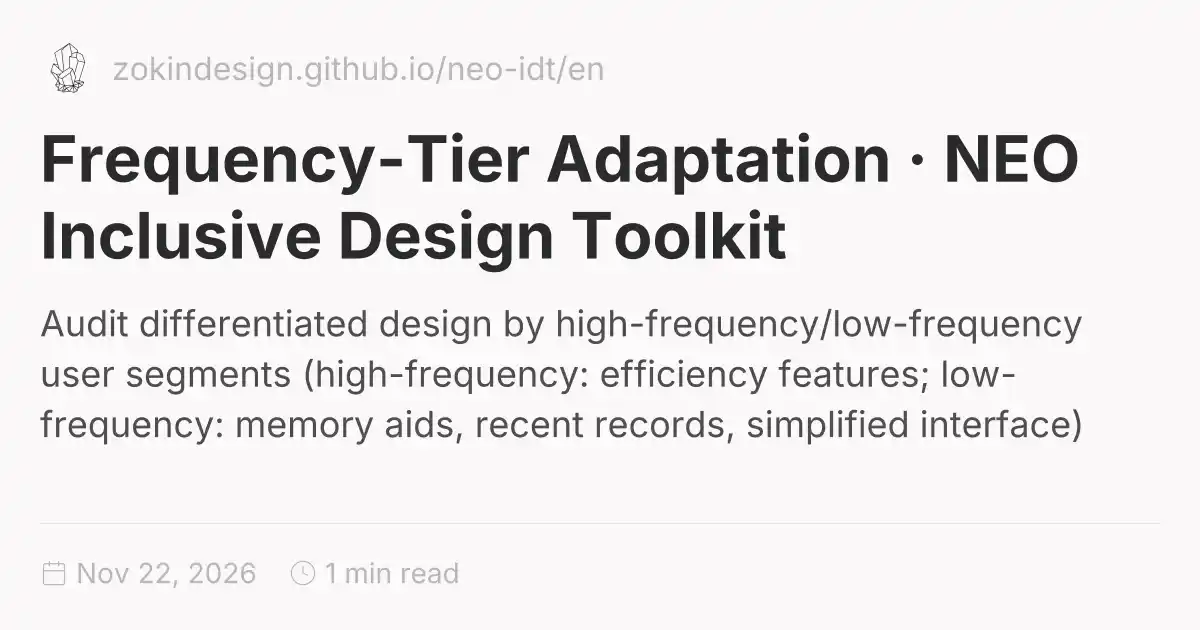 zokindesign.github.io/neo-idt/en
Frequency-Tier Adaptation · NEO
Inclusive Design Toolkit
Audit differentiated design by high-frequency/low-frequency
user segments (high-frequency: efficiency features; low-
frequency: memory aids, recent records, simplified interface)
Nov 22, 2026 1 min read